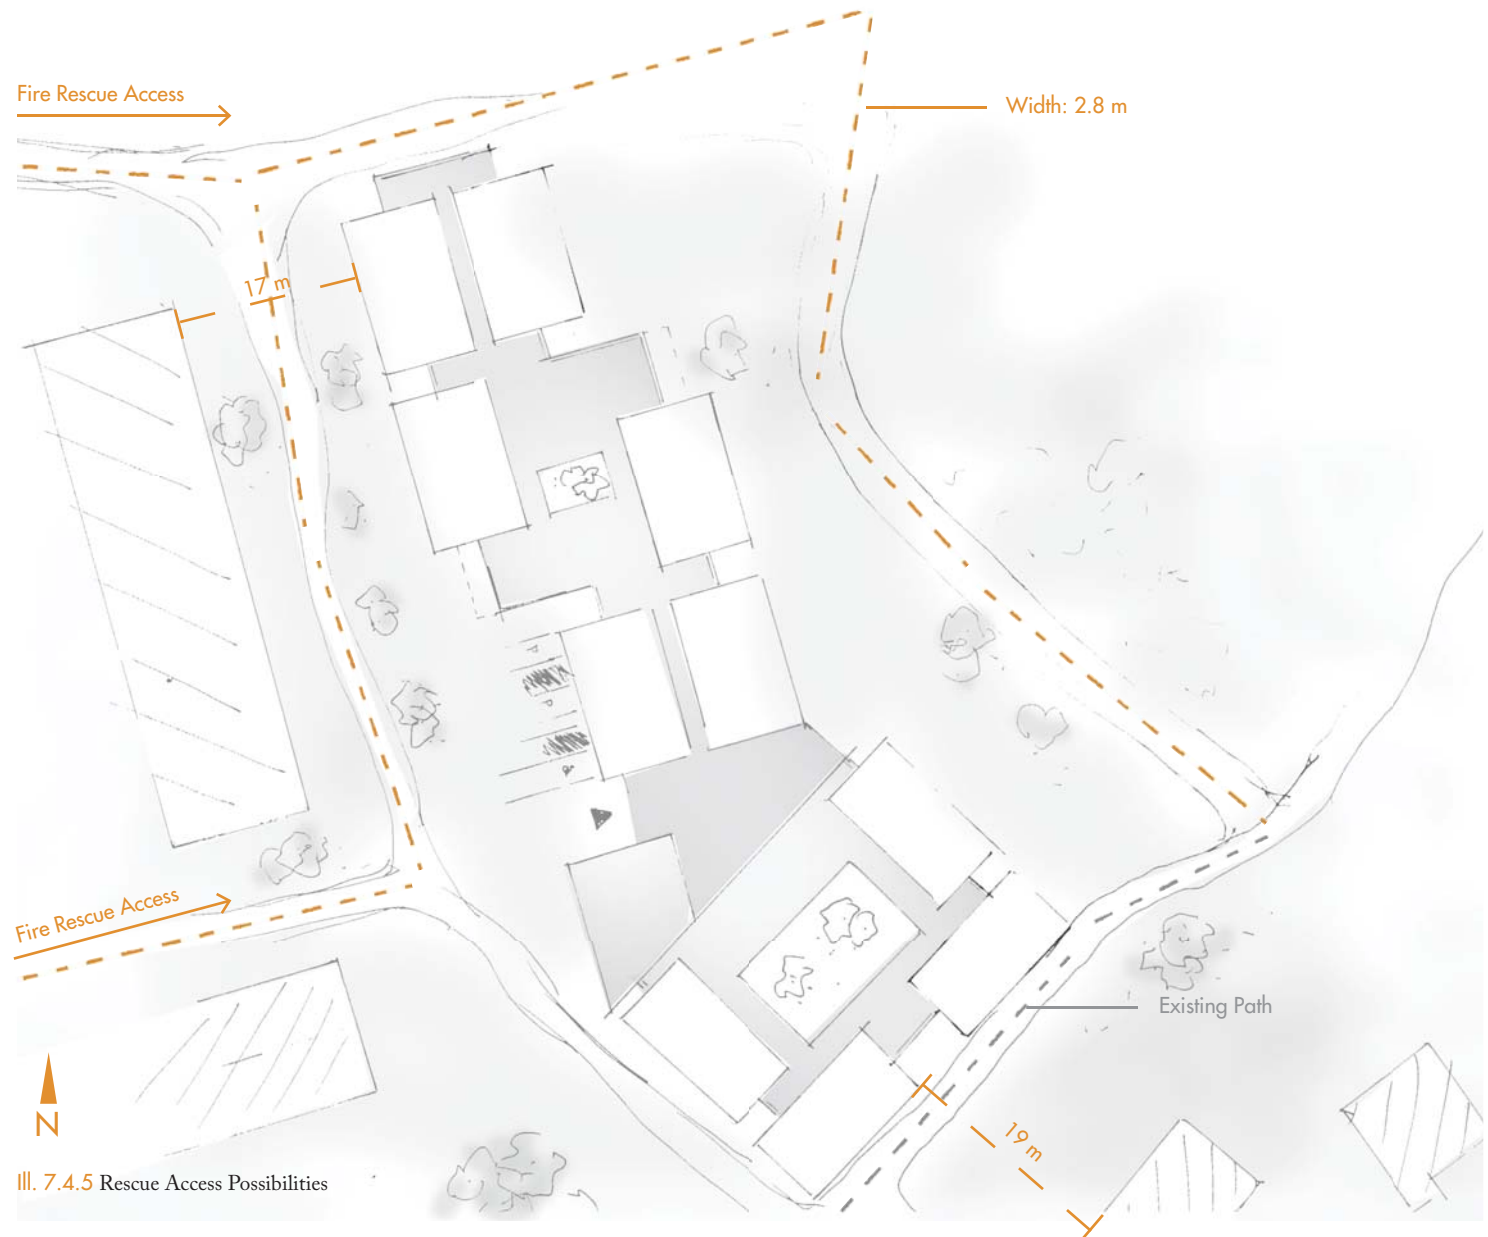 Fire Rescue Access
Width: 2.8 m
17 m
Fire Rescue Access
Existing Path
N
19 m
Ill. 7.4.5 Rescue Access Possibilities